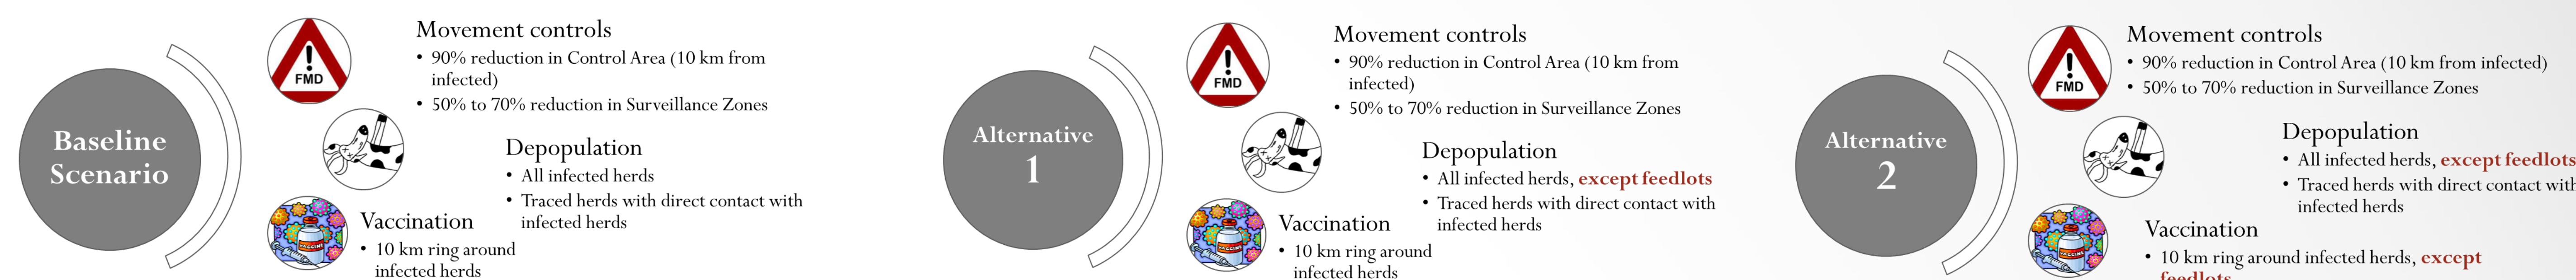 Baseline
Scenario
FMD
Movement controls
• 90% reduction in Control Area (10 km from
infected)
• 50% to 70% reduction in Surveillance Zones
Depopulation
• All infected herds
• Traced herds with direct contact with
infected herds
VACCINE
Vaccination
• 10 km ring around
infected herds
Alternative
1
FMD
Movement controls
• 90% reduction in Control Area (10 km from
infected)
• 50% to 70% reduction in Surveillance Zones
Depopulation
• All infected herds, except feedlots
• Traced herds with direct contact with
infected herds
VACCINE
Vaccination
• 10 km ring around
infected herds
Alternative
2
FMD
Movement controls
• 90% reduction in Control Area (10 km from infected)
• 50% to 70% reduction in Surveillance Zones
Depopulation
• All infected herds, except feedlots
• Traced herds with direct contact with
infected herds
VACCINE
Vaccination
• 10 km ring around infected herds, except
feedlots